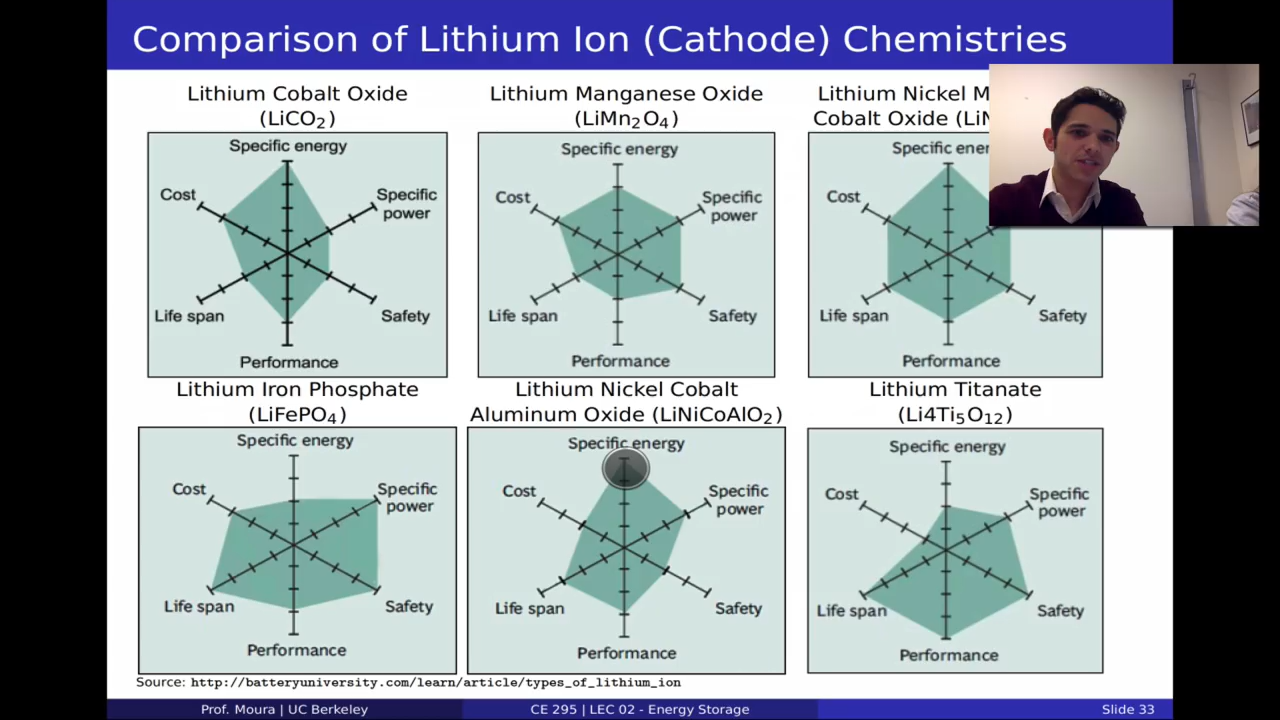 Comparison of Lithium Ion (Cathode) Chemistries
Lithium Cobalt Oxide
(LiCO₂)
Specific energy
Cost
Specific
power
Life span
Safety
Performance
Lithium Manganese Oxide
(LiMn₂O₄)
Specific energy
Cost
Specific
power
Life span
Safety
Performance
Lithium Nickel M
Cobalt Oxide (LiN
Specific ener
Cost
Life span
Safety
Performance
Lithium Iron Phosphate
(LiFePO₄)
Specific energy
Cost
Specific
power
Life span
Safety
Performance
Lithium Nickel Cobalt
Aluminum Oxide (LiNiCoAlO₂)
Specific energy
Cost
Specific
power
Life span
Safety
Performance
Lithium Titanate
(Li4Ti₅O₁₂)
Specific energy
Cost
Specific
power
Life span
Safety
Performance
Source: http://batteryuniversity.com/learn/article/types_of_lithium_ion
Prof. Moura | UC Berkeley
CE 295 | LEC 02 - Energy Storage
Slide 33